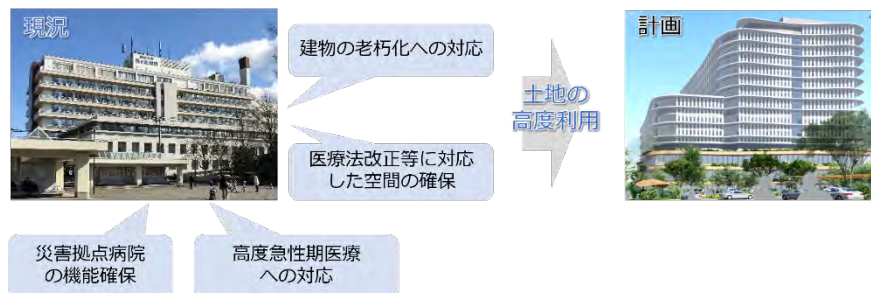 現況
建物の老朽化への対応
医療法改正等に対応
した空間の確保
災害拠点病院
の機能確保
高度急性期医療
への対応
土地の
高度利用
計画